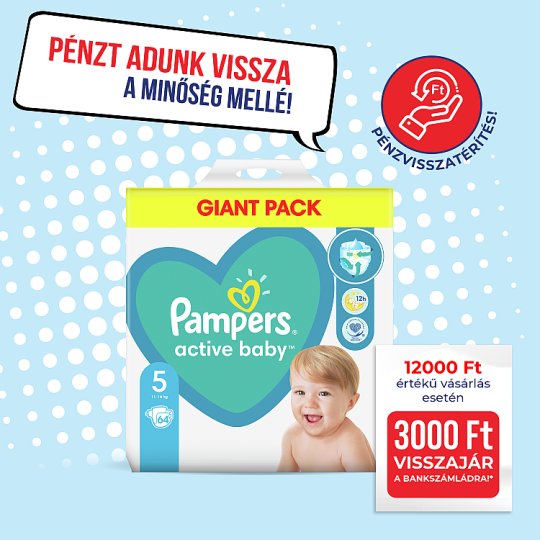 PÉNZT ADUNK VISSZA
A MINŐSÉG MELLÉ!
Ft
PÉNZVISSZATÉRÍTÉS!
GIANT PACK
12h
Pampers®
active baby™
5
64
12000 Ft
értékű vásárlás
esetén
3000 Ft
VISSZAJÁR
A BANKSZÁMLÁDRA!*